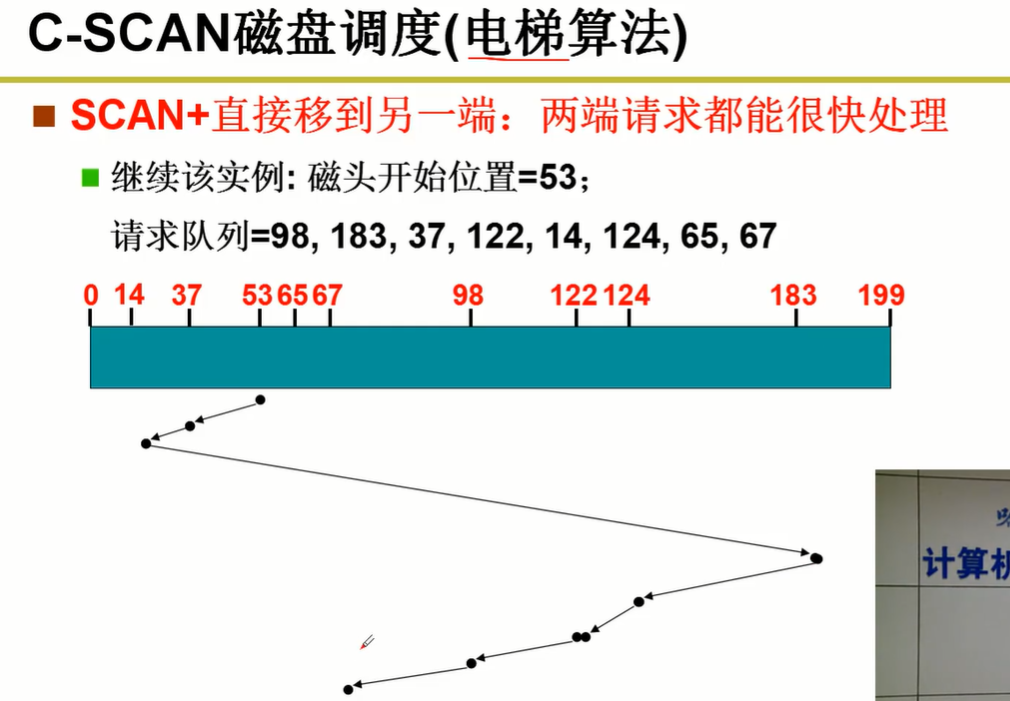 C-SCAN磁盘调度(电梯算法)
SCAN+直接移到另一端：两端请求都能很快处理
继续该实例: 磁头开始位置=53；
请求队列=98, 183, 37, 122, 14, 124, 65, 67
0 14 37 53 65 67 98 122 124 183 199
计算机